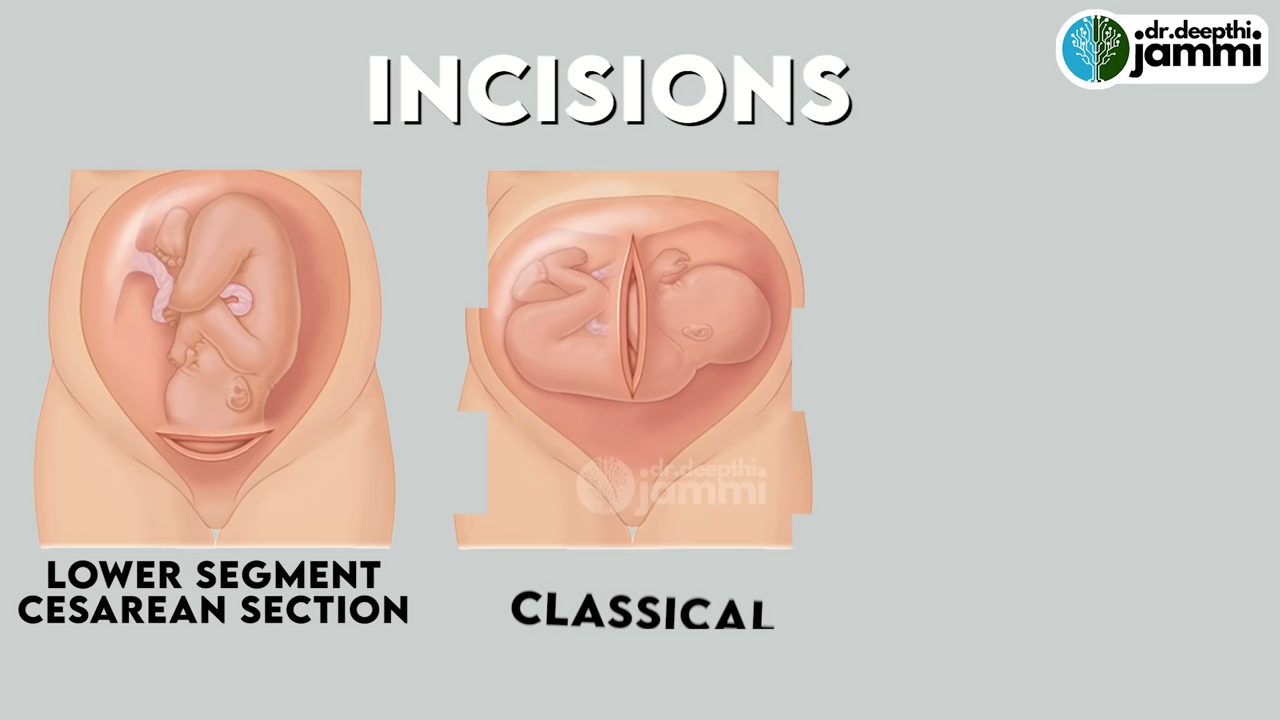 dr.deepthi
jammi
INCISIONS
dr.deepthi
jammi
LOWER SEGMENT
CESAREAN SECTION
CLASSICAL